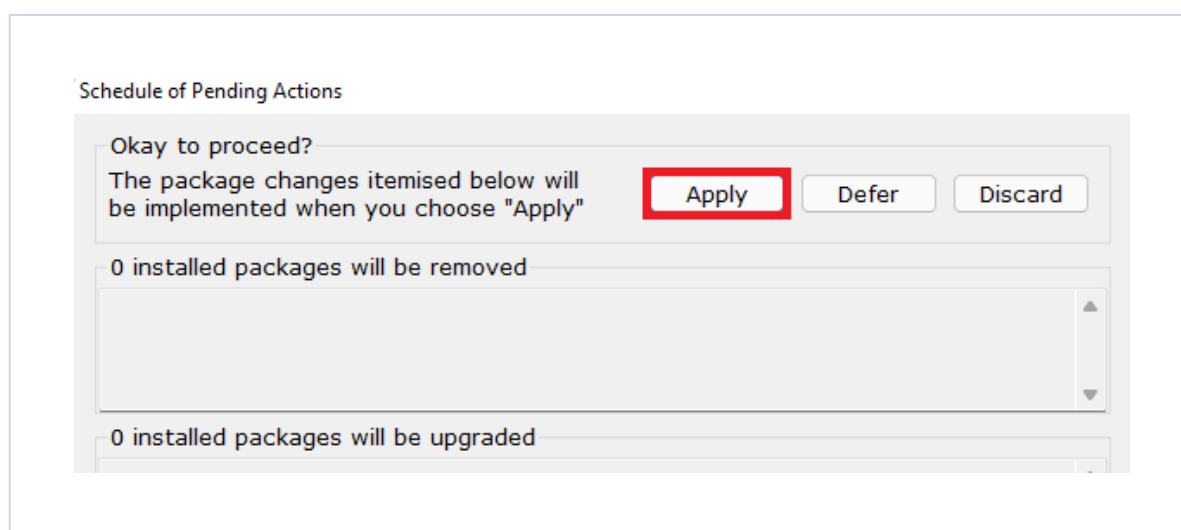 Schedule of Pending Actions
Okay to proceed?
The package changes itemised below will
be implemented when you choose "Apply"
Apply
Defer
Discard
0 installed packages will be removed
0 installed packages will be upgraded